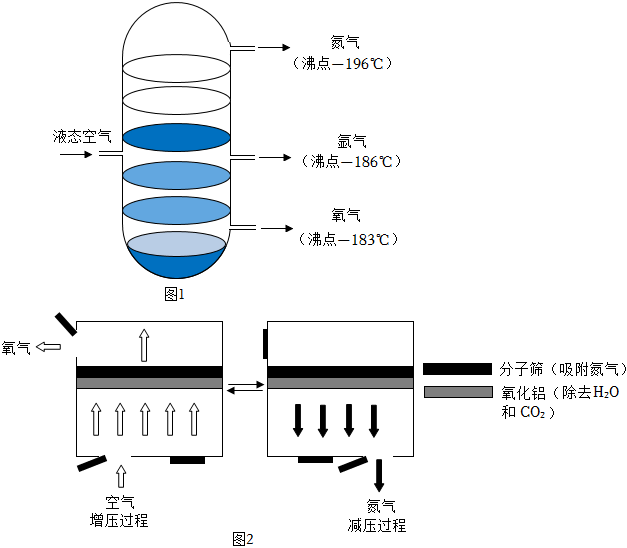 氮气
（沸点—196℃）
液态空气
氩气
（沸点—186℃）
氧气
（沸点—183℃）
图1
氧气
分子筛（吸附氮气）
氧化铝（除去H₂O
和CO₂）
空气
增压过程
氮气
减压过程
图2